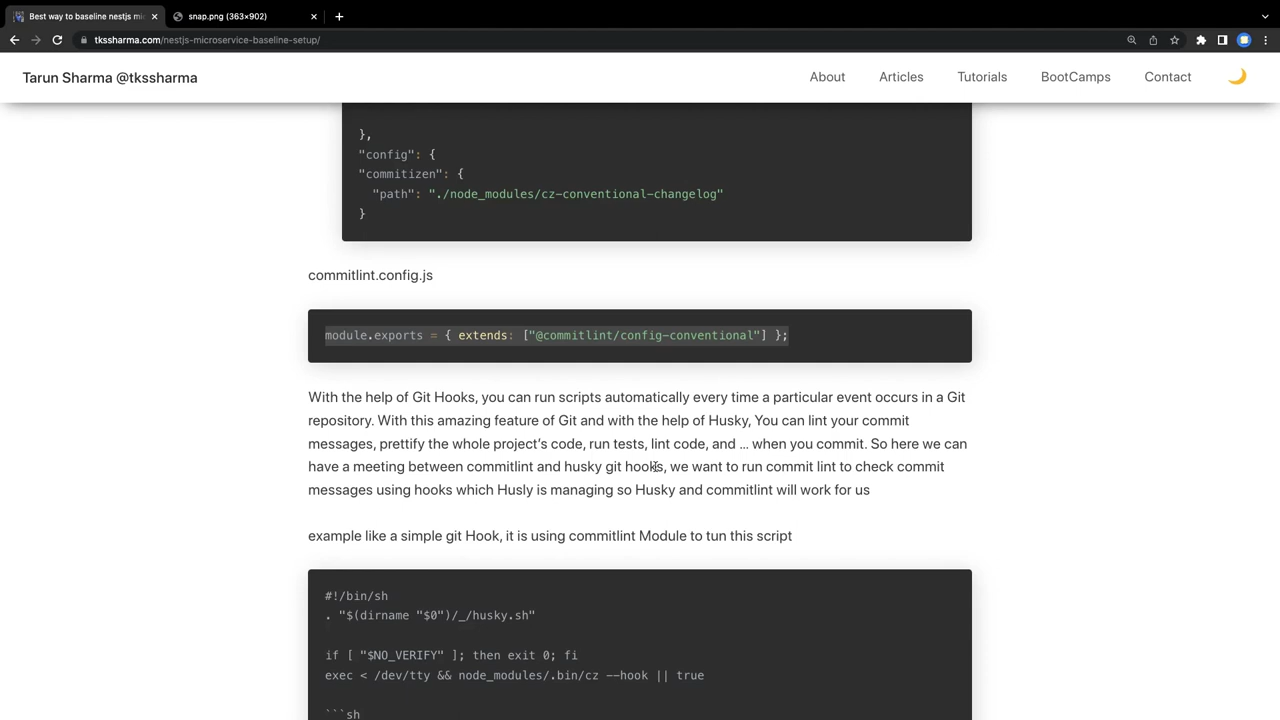 Best way to baseline nestjs mi
snap.png (363×902)
tkssharma.com/nestjs-microservice-baseline-setup/
Tarun Sharma @tkssharma
About
Articles
Tutorials
BootCamps
Contact
},
"config": {
"commitizen": {
"path": "./node_modules/cz-conventional-changelog"
}
commitlint.config.js
module.exports = { extends: ["@commitlint/config-conventional"] };
With the help of Git Hooks, you can run scripts automatically every time a particular event occurs in a Git
repository. With this amazing feature of Git and with the help of Husky, You can lint your commit
messages, prettify the whole project's code, run tests, lint code, and ... when you commit. So here we can
have a meeting between commitlint and husky git hooks, we want to run commit lint to check commit
messages using hooks which Husly is managing so Husky and commitlint will work for us
example like a simple git Hook, it is using commitlint Module to tun this script
#!/bin/sh
. "$(dirname "$0")/_/husky.sh"
if [ "$NO_VERIFY" ]; then exit 0; fi
exec < /dev/tty && node_modules/.bin/cz --hook || true
```sh